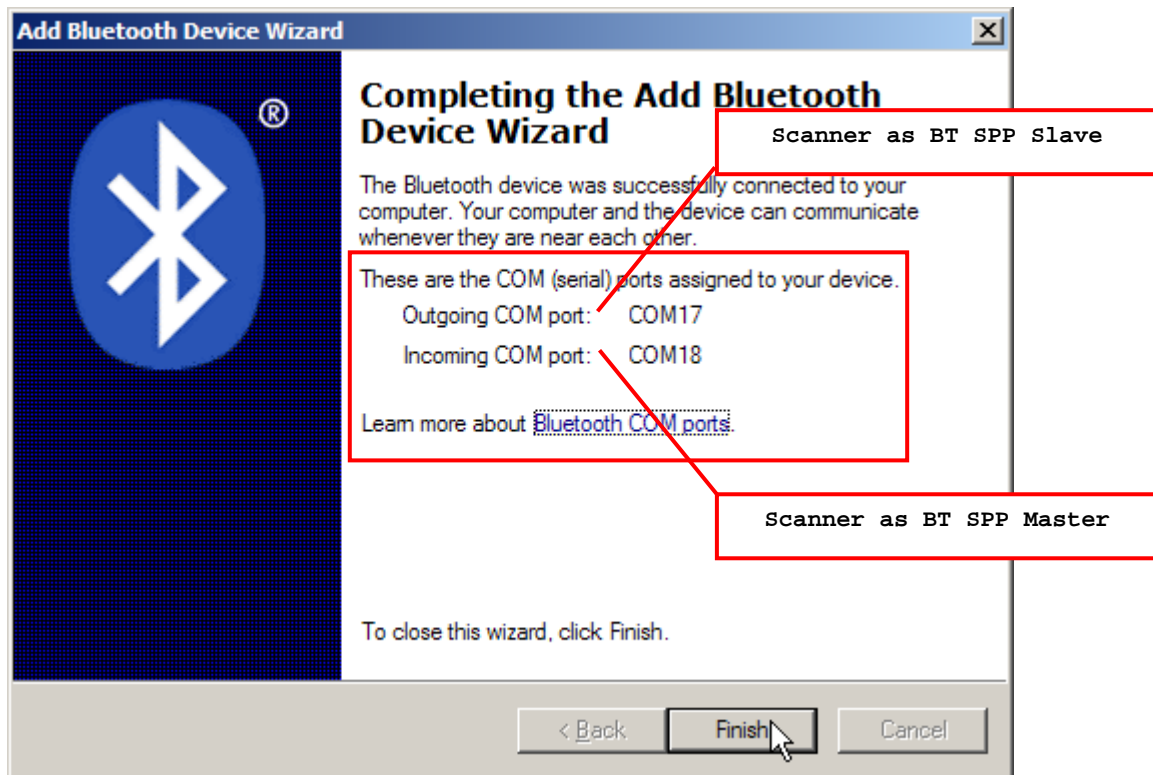 Add Bluetooth Device Wizard
®
Completing the Add Bluetooth
Device Wizard
Scanner as BT SPP Slave
The Bluetooth device was successfully connected to your
computer. Your computer and the device can communicate
whenever they are near each other.
These are the COM (serial) ports assigned to your device.
Outgoing COM port: COM17
Incoming COM port: COM18
Learn more about Bluetooth COM ports.
Scanner as BT SPP Master
To close this wizard, click Finish.
< Back
Finish
Cancel